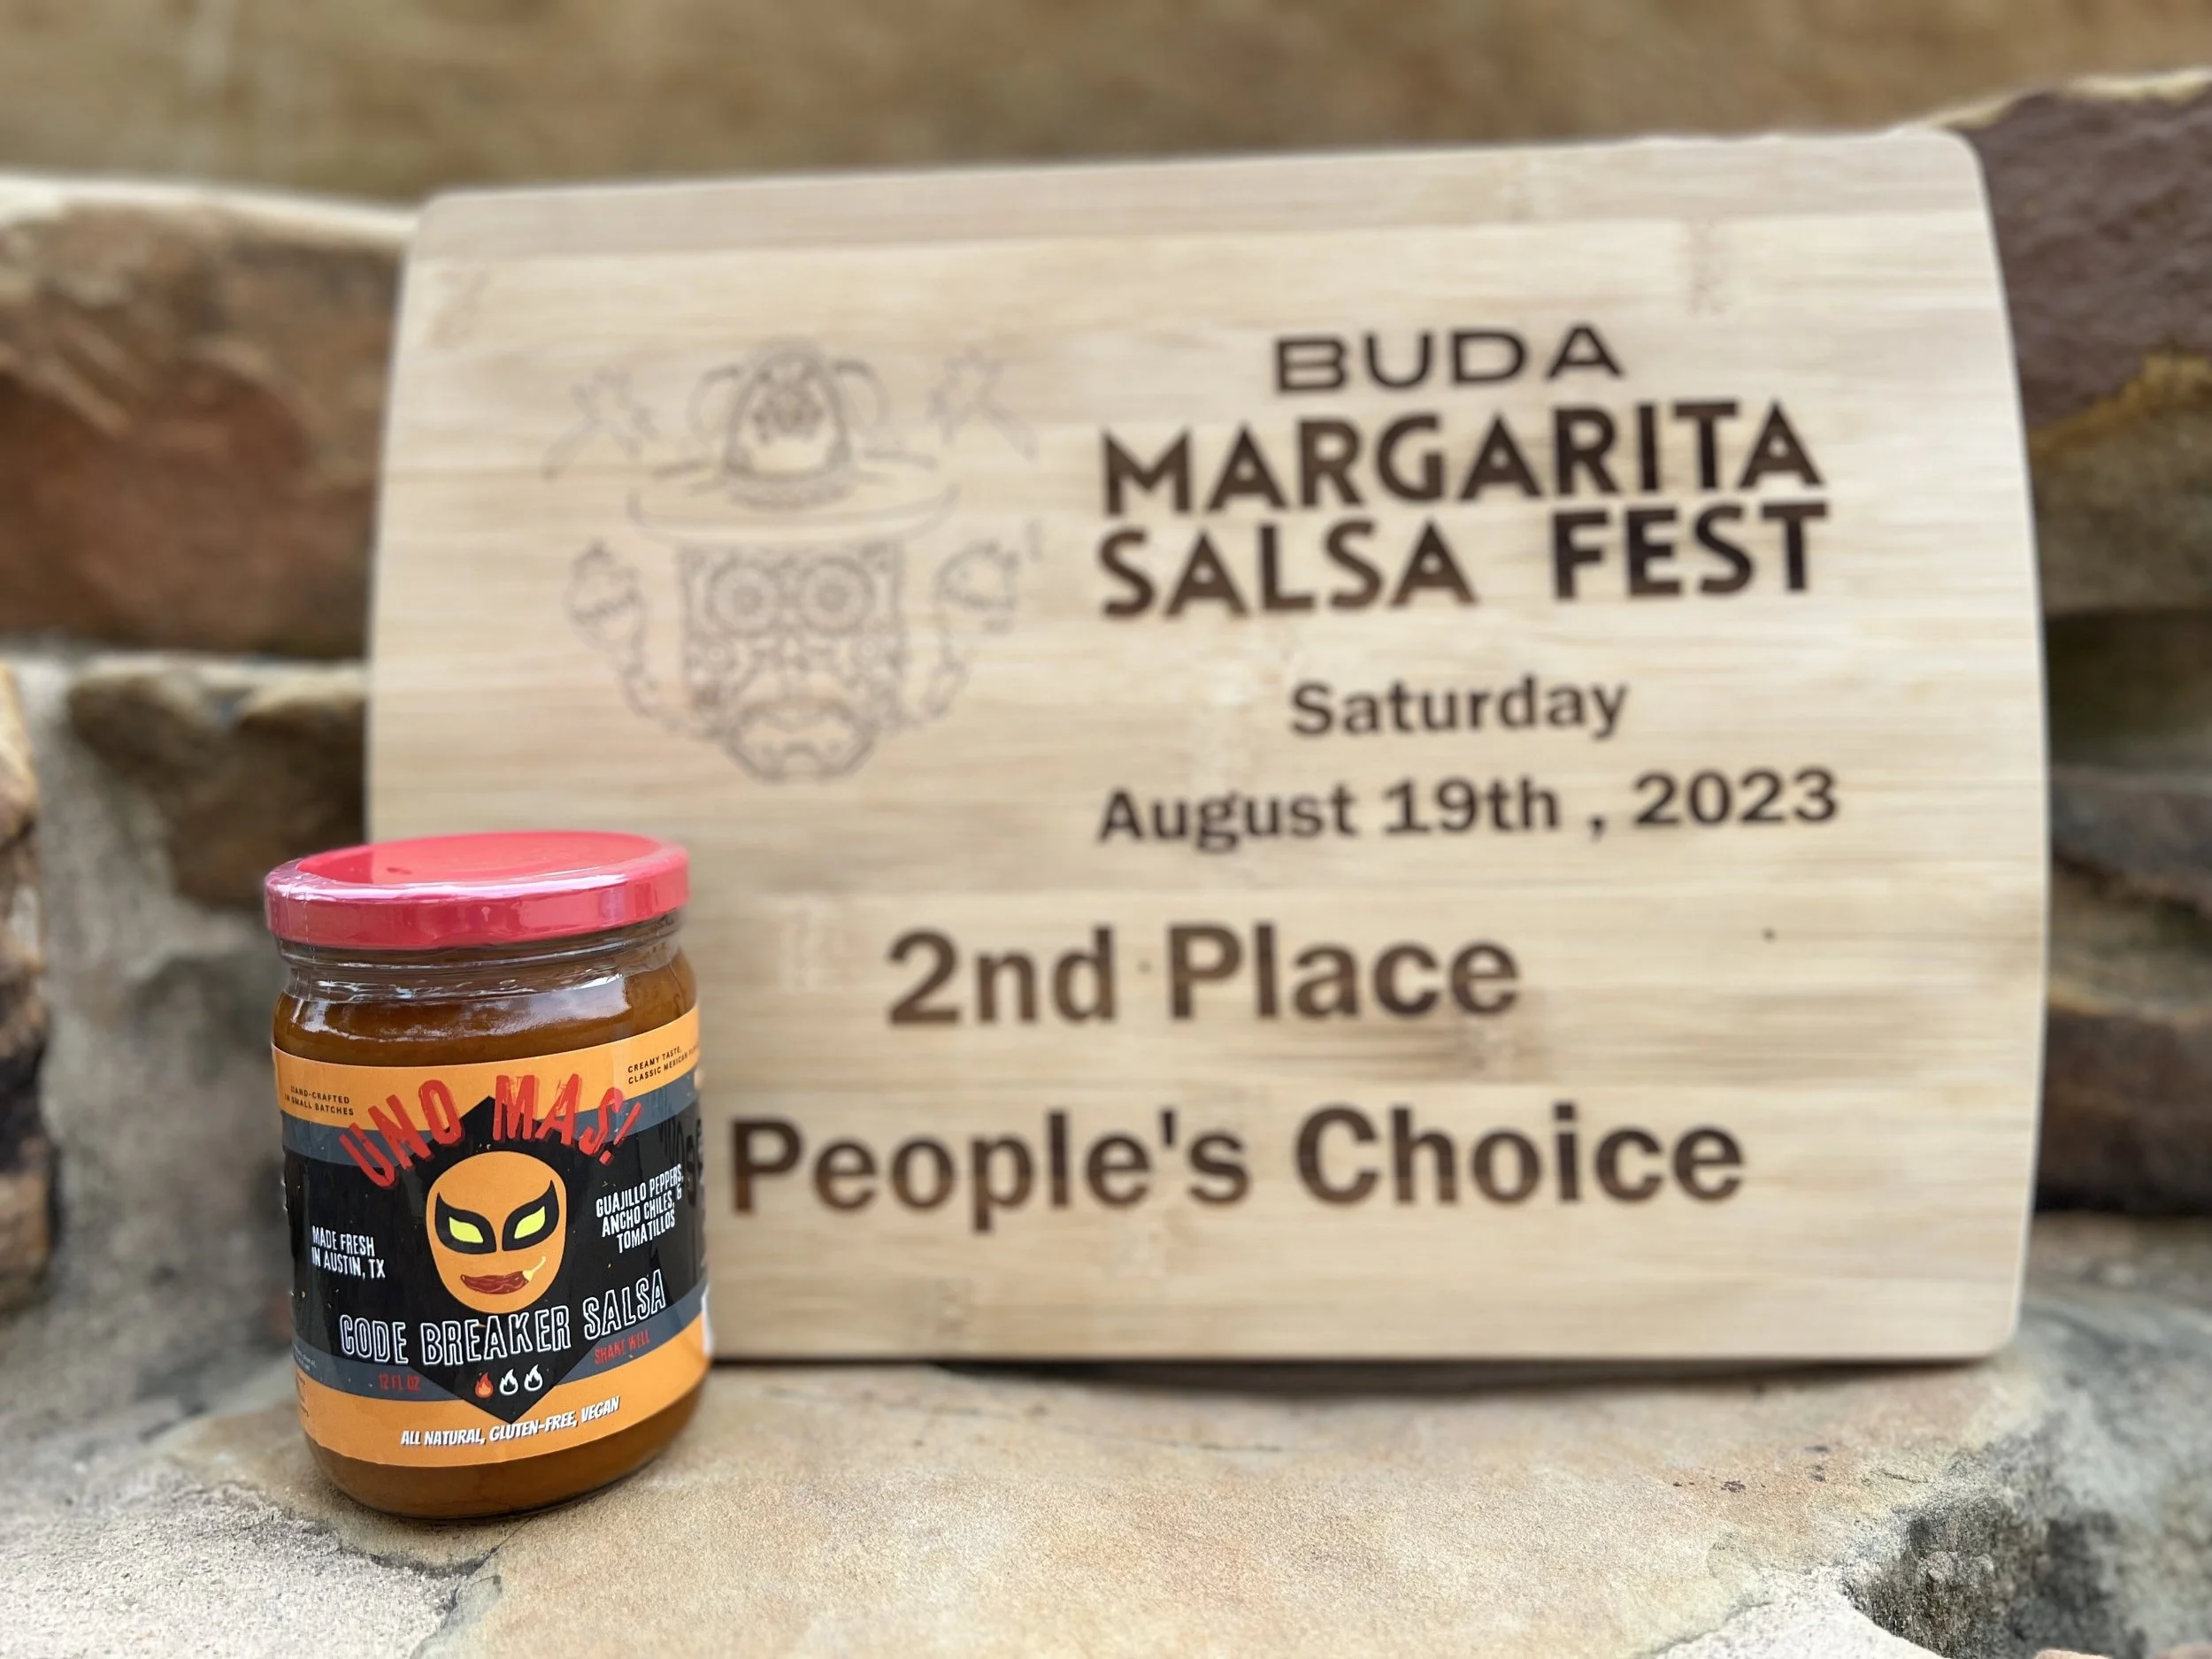 BUDA
MARGARITA
SALSA FEST
Saturday
August 19th , 2023
2nd Place
People's Choice
HAND-CRAFTED
IN SMALL BATCHES
CREAMY TASTE,
CLASSIC MEXICAN
UNO MAS!
MADE FRESH
IN AUSTIN, TX
GUAJILLO PEPPERS,
ANCHO CHILES, &
TOMATILLOS
CODE BREAKER SALSA
SHAKE WELL
12 FL OZ
ALL NATURAL, GLUTEN-FREE, VEGAN